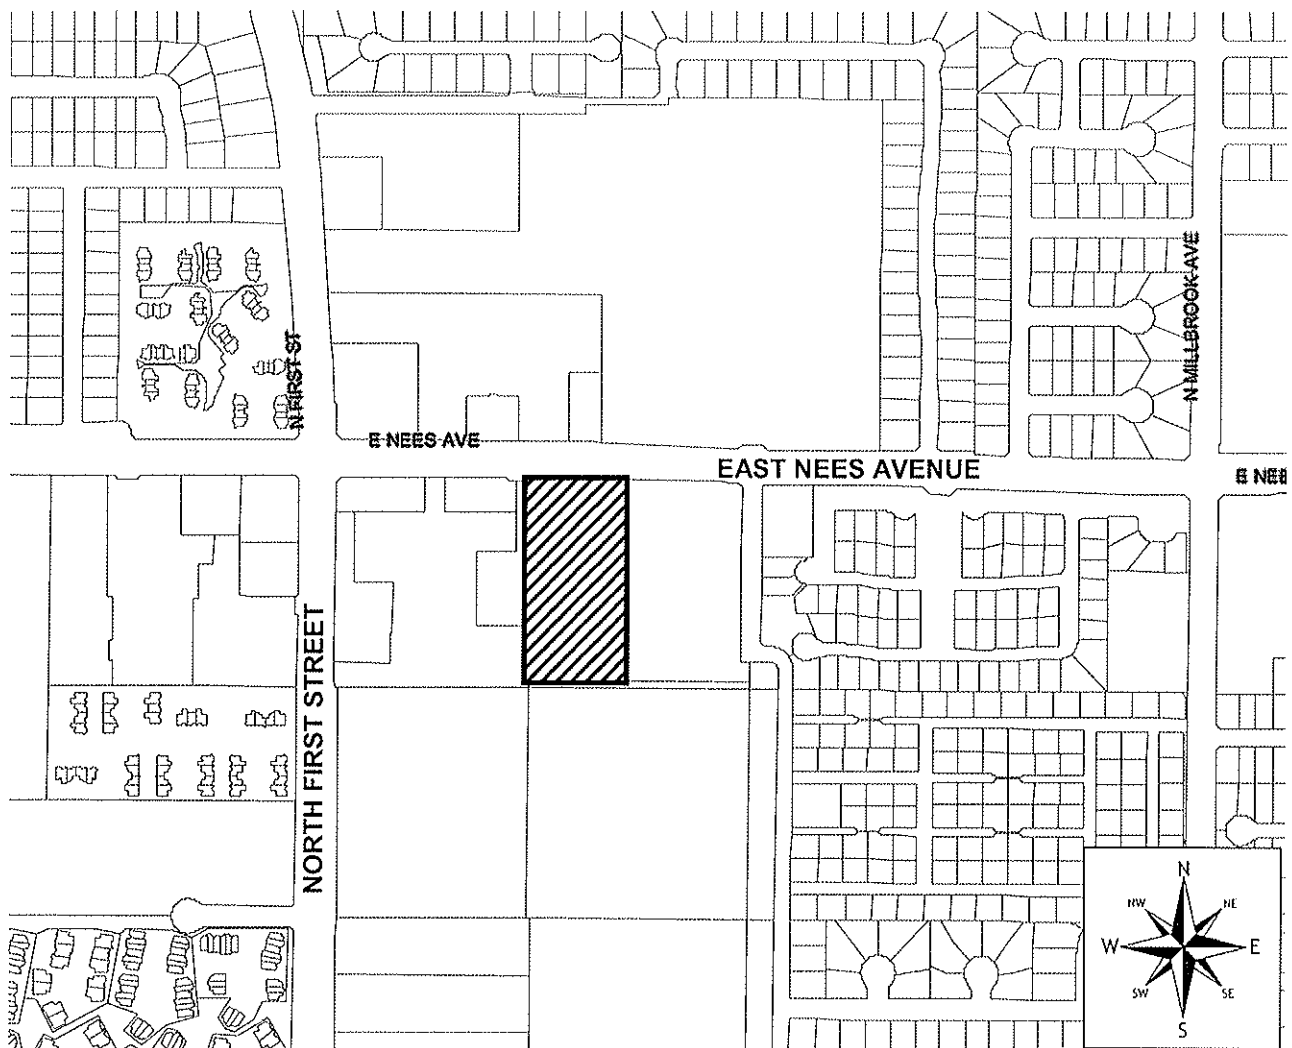 N MILLBROOK AVE
N FIRST ST
E NEES AVE
EAST NEES AVENUE
E NEE
NORTH FIRST STREET
N
NW
NE
W
E
SW
SE
S